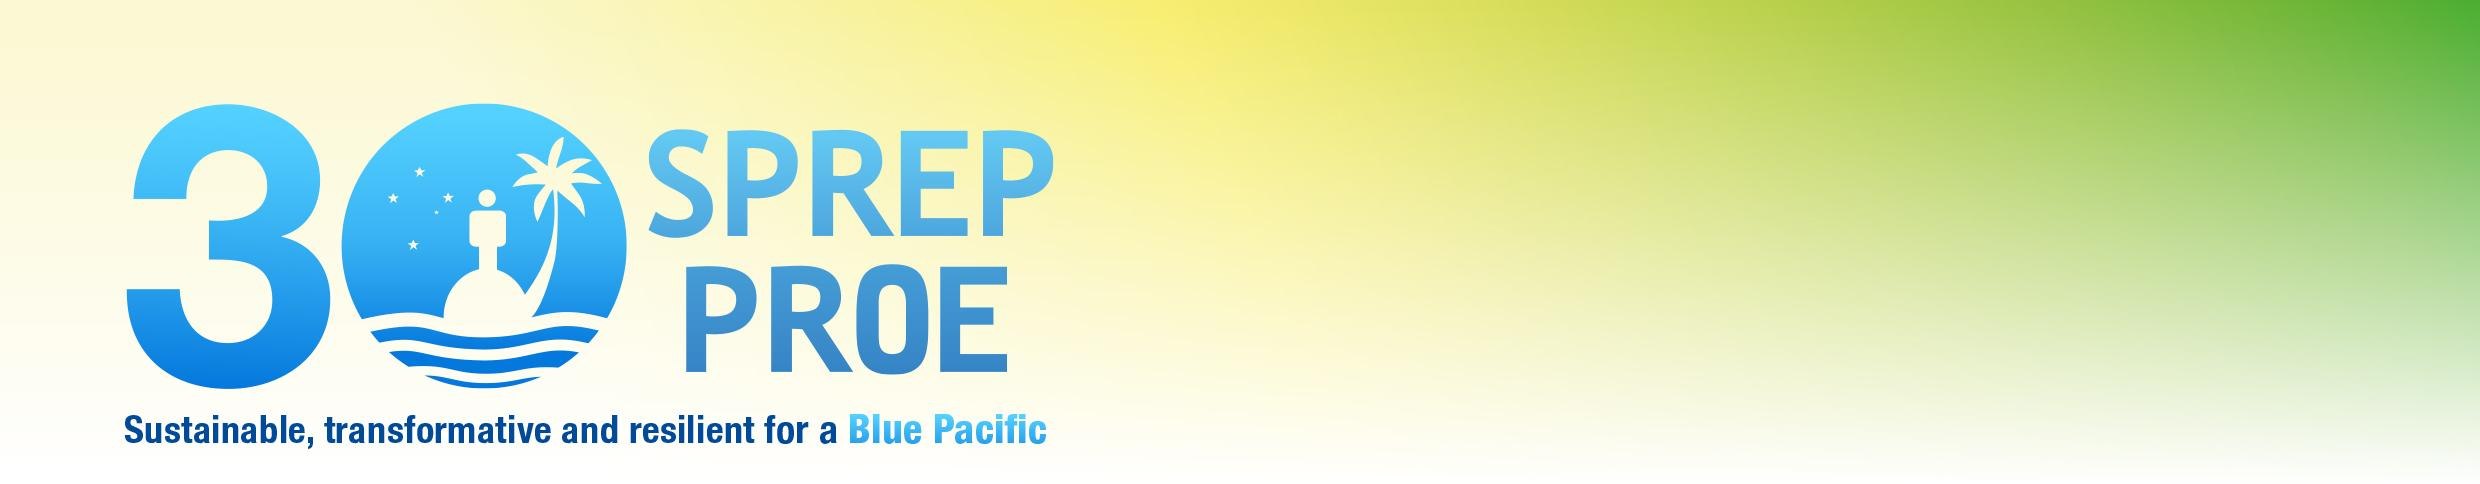 30
SPREP
PROE
Sustainable, transformative and resilient for a Blue Pacific